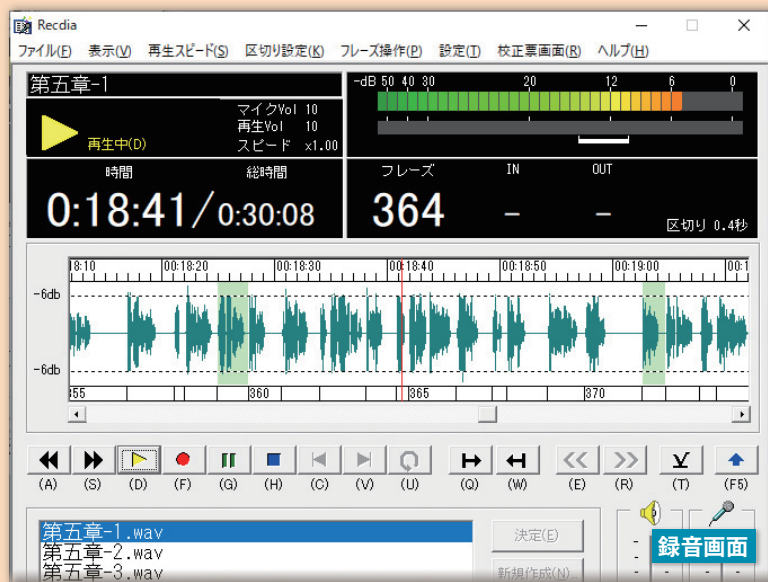 Recdia
ファイル(F) 表示(V) 再生スピード(S) 区切り設定(K) フレーズ操作(P) 設定(T) 校正票画面(R) ヘルプ(H)
第五章-1
-dB 50 40 30 20 12 6 0
マイクVol 10
再生Vol 10
再生中(D)
スピード x1.00
時間 総時間
フレーズ IN OUT
0:18:41/0:30:08
364 - -
区切り 0.4秒
8:10 00:18:20 00:18:30 00:18:40 00:18:50 00:19:00 00:1
-6db
-6db
355 360 365 370
(A) (S) (D) (F) (G) (H) (C) (V) (U) (Q) (W) (E) (R) (T) (F5)
第五章-1.wav
決定(E)
第五章-2.wav
録音画面
第五章-3.wav
新規作成(N)...